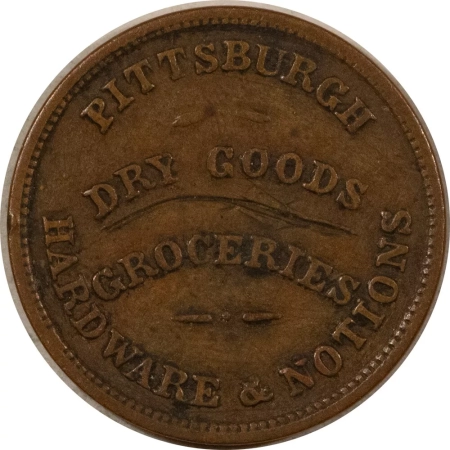 PITTSBURGH
DRY GOODS
GROCERIES
HARDWARE & NOTIONS